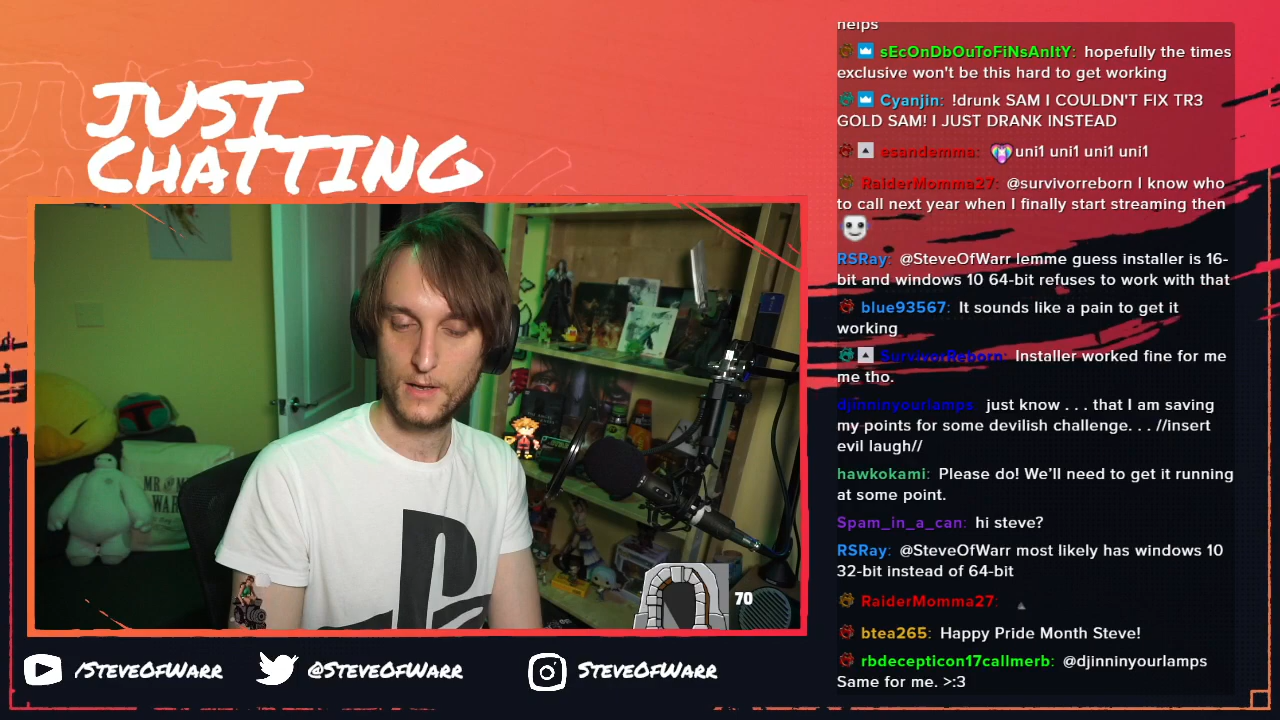 JUST
CHATTING
MR
WAR
70
/SteveOfWarr
@SteveOfWarr
SteveOfWarr
helps
sEcOnDbOuToFiNsAnItY: hopefully the times
exclusive won't be this hard to get working
Cyanjin: !drunk SAM I COULDN'T FIX TR3
GOLD SAM! I JUST DRANK INSTEAD
esandemma: uni1 uni1 uni1 uni1
RaiderMomma27: @survivorreborn I know who
to call next year when I finally start streaming then
RSRay: @SteveOfWarr lemme guess installer is 16-
bit and windows 10 64-bit refuses to work with that
blue93567: It sounds like a pain to get it
working
SurvivorReborn: Installer worked fine for me
me tho.
djinninyourlamps: just know . . . that I am saving
my points for some devilish challenge. . . //insert
evil laugh//
hawkokami: Please do! We'll need to get it running
at some point.
Spam_in_a_can: hi steve?
RSRay: @SteveOfWarr most likely has windows 10
32-bit instead of 64-bit
RaiderMomma27:
btea265: Happy Pride Month Steve!
rbdecepticon17callmerb: @djinninyourlamps
Same for me. >:3